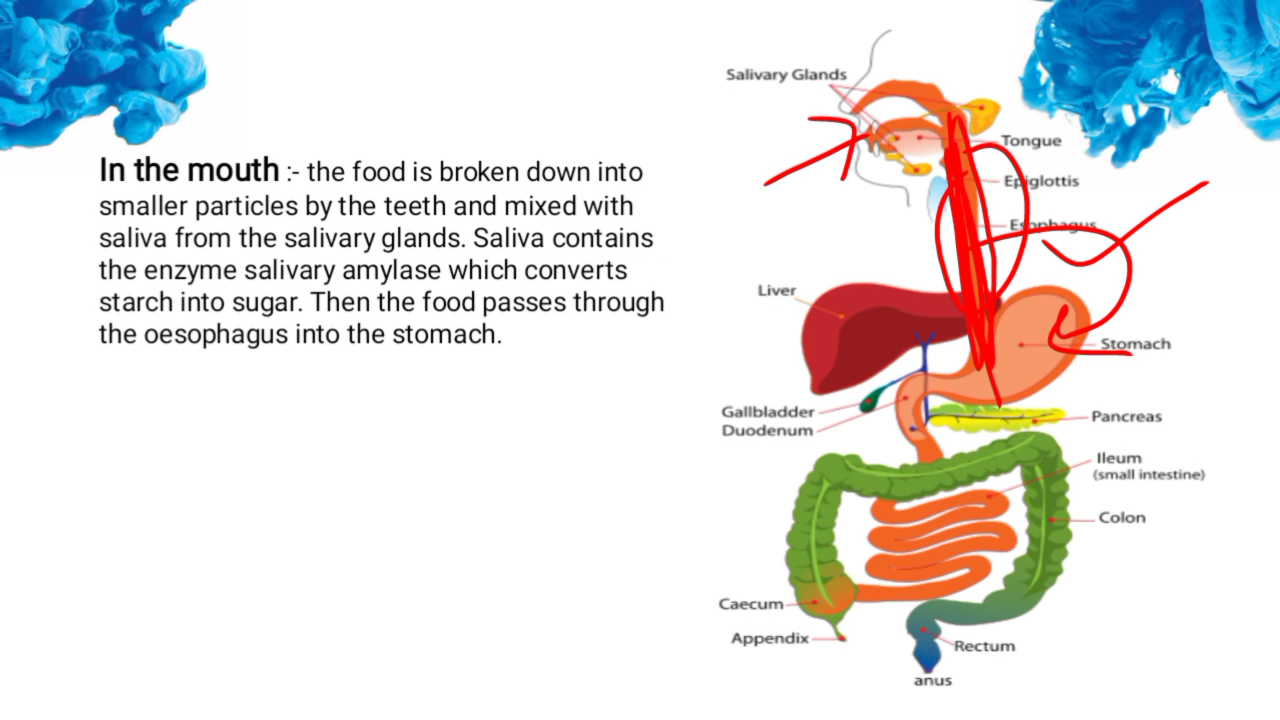 In the mouth :- the food is broken down into
smaller particles by the teeth and mixed with
saliva from the salivary glands. Saliva contains
the enzyme salivary amylase which converts
starch into sugar. Then the food passes through
the oesophagus into the stomach.
Salivary Glands
Tongue
Epiglottis
Esophagus
Liver
Stomach
Gallbladder
Duodenum
Pancreas
Ileum
(small intestine)
Colon
Caecum
Appendix
Rectum
anus